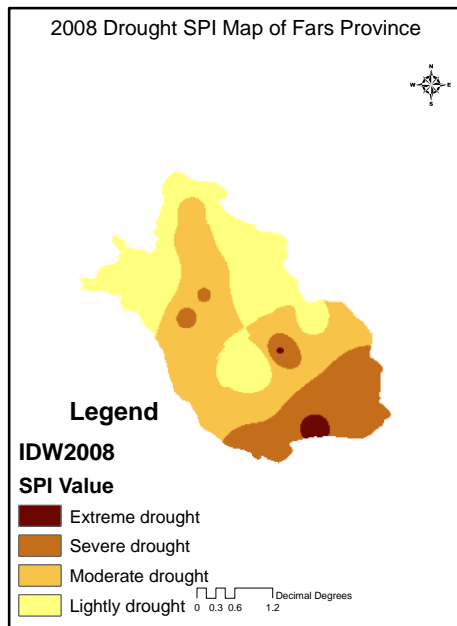 2008 Drought SPI Map of Fars Province
N
W E
S
Legend
IDW2008
SPI Value
Extreme drought
Severe drought
Moderate drought
Lightly drought
Decimal Degrees
0 0.3 0.6 1.2